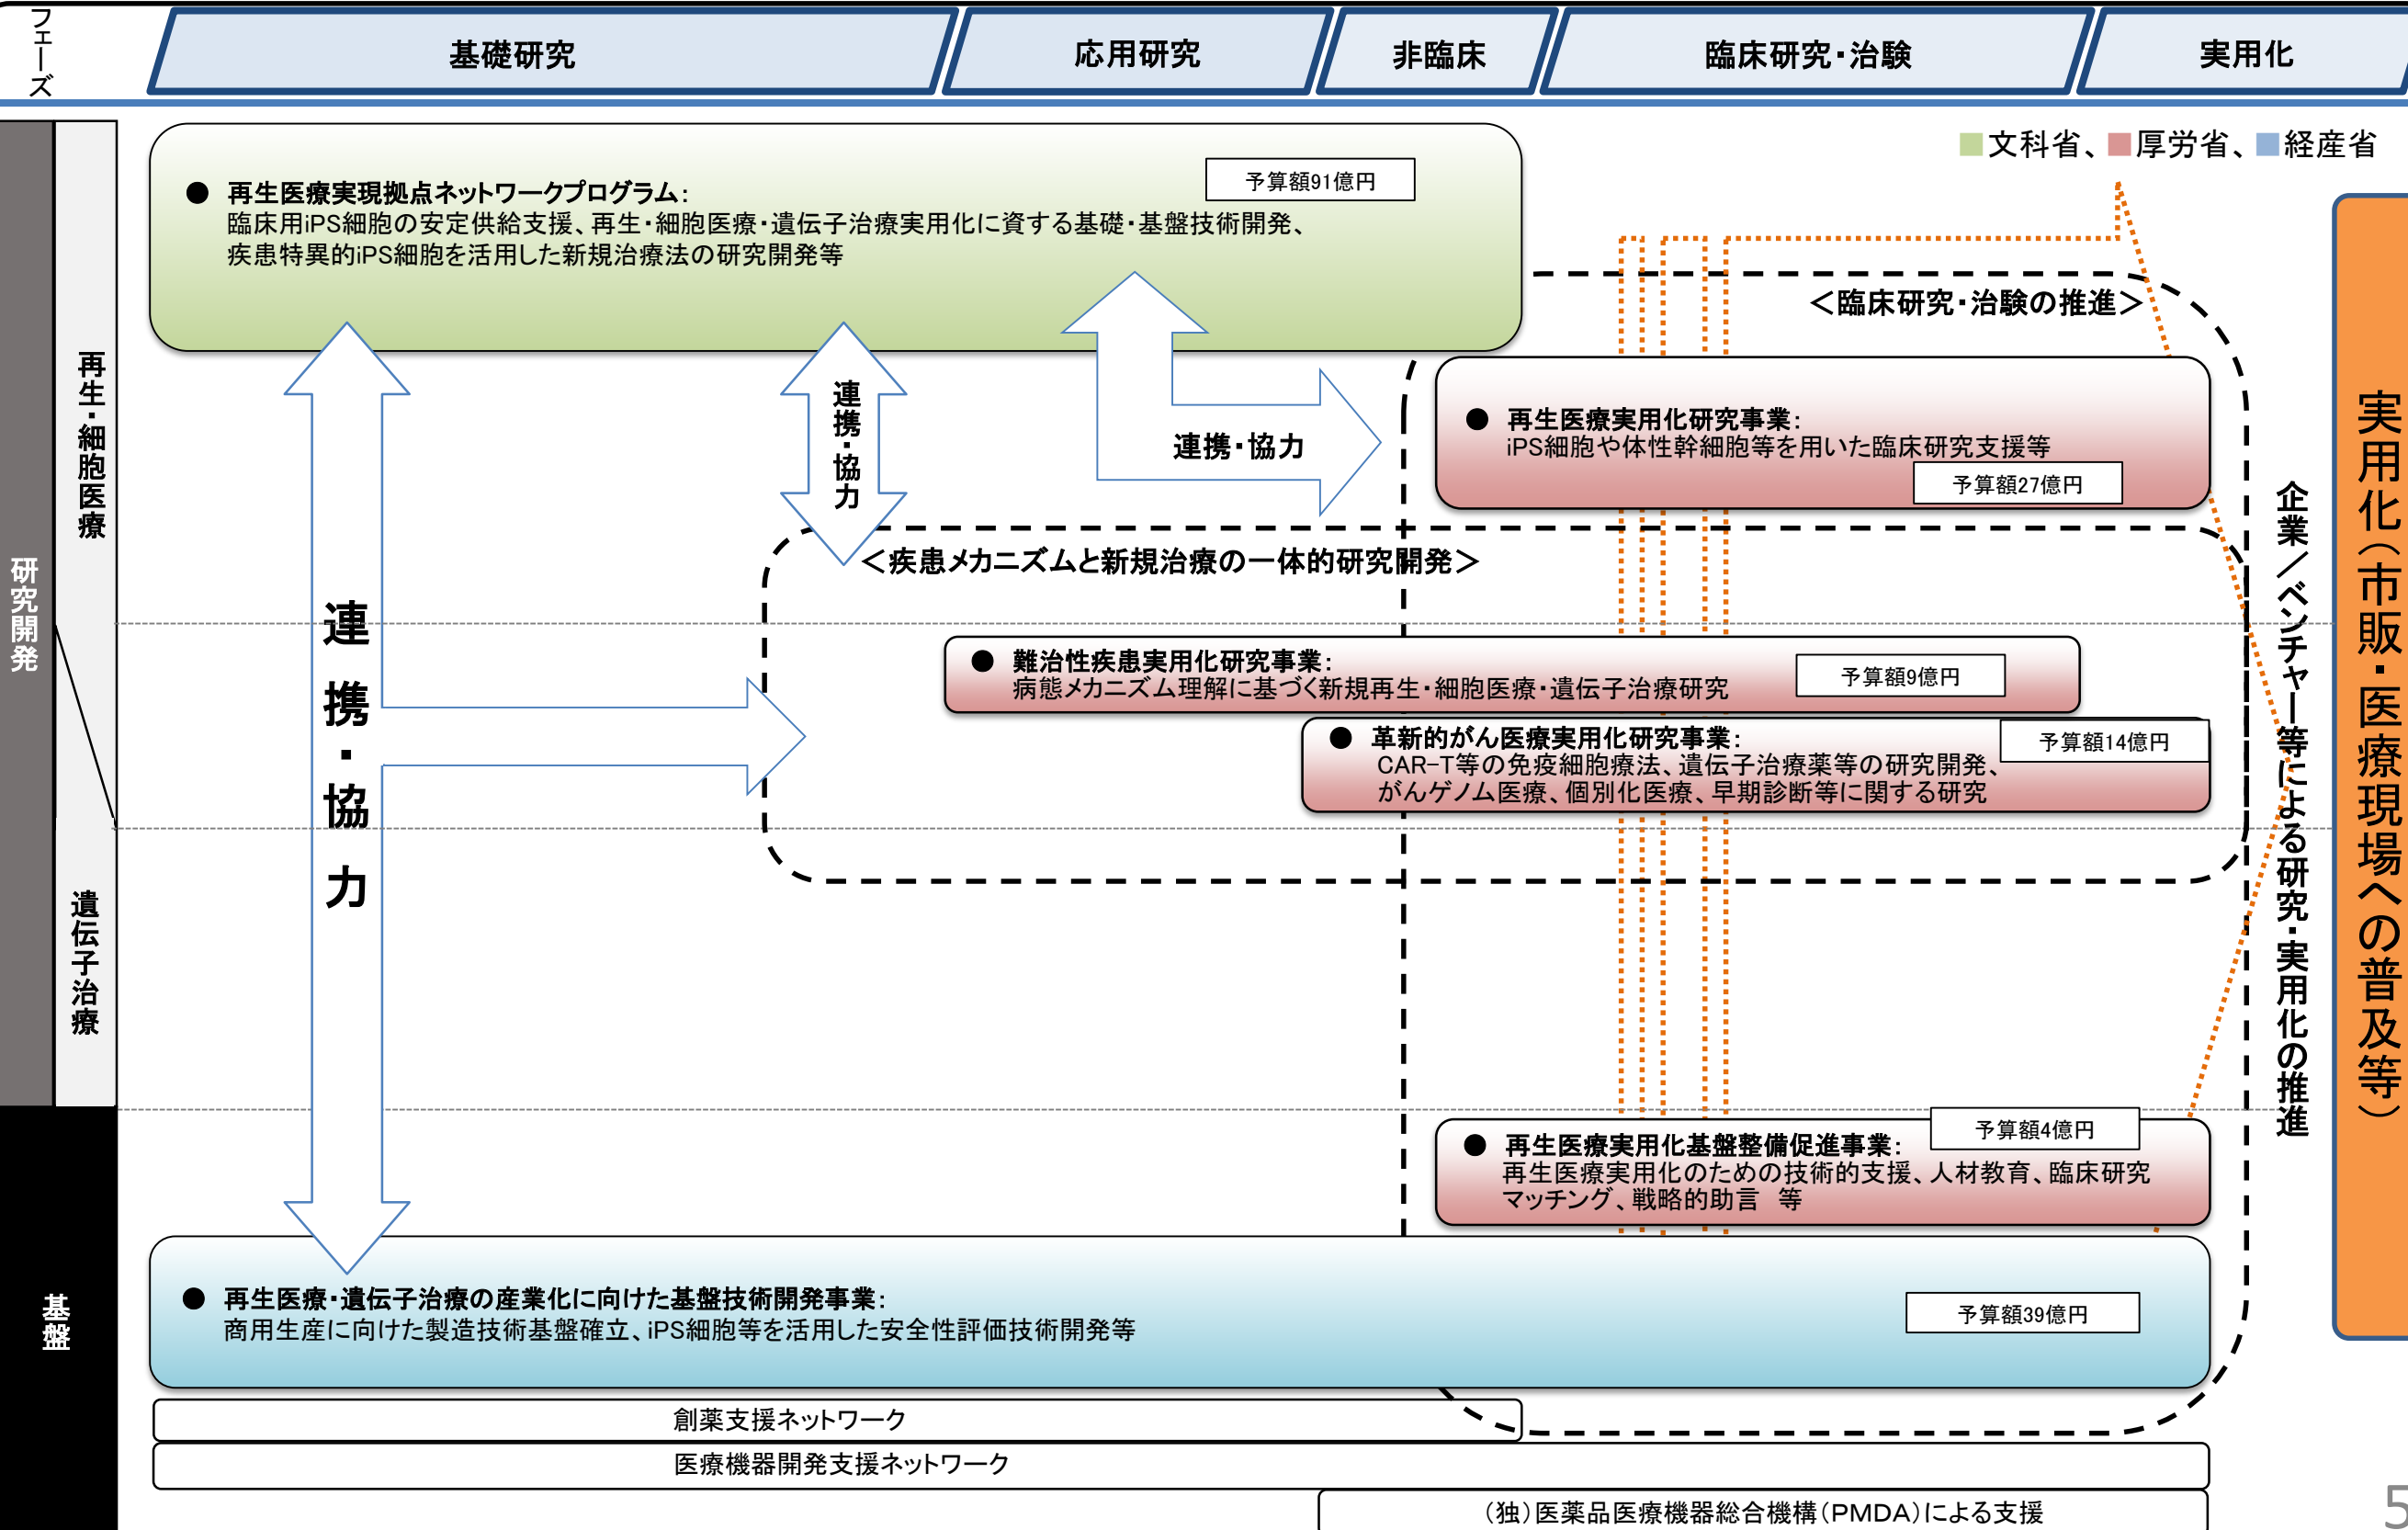 フェーズ
基礎研究
応用研究
非臨床
臨床研究・治験
実用化
■文科省、■厚労省、■経産省
研究開発
再生・細胞医療
遺伝子治療
基盤
● 再生医療実現拠点ネットワークプログラム：
予算額91億円
臨床用iPS細胞の安定供給支援、再生・細胞医療・遺伝子治療実用化に資する基礎・基盤技術開発、
疾患特異的iPS細胞を活用した新規治療法の研究開発等
＜臨床研究・治験の推進＞
連携・協力
連携・協力
連携・協力
● 再生医療実用化研究事業：
iPS細胞や体性幹細胞等を用いた臨床研究支援等
予算額27億円
＜疾患メカニズムと新規治療の一体的研究開発＞
● 難治性疾患実用化研究事業：
病態メカニズム理解に基づく新規再生・細胞医療・遺伝子治療研究
予算額9億円
● 革新的がん医療実用化研究事業：
予算額14億円
CAR-T等の免疫細胞療法、遺伝子治療薬等の研究開発、
がんゲノム医療、個別化医療、早期診断等に関する研究
企業／ベンチャー等による研究・実用化の推進
実用化（市販・医療現場への普及等）
予算額4億円
● 再生医療実用化基盤整備促進事業：
再生医療実用化のための技術的支援、人材教育、臨床研究
マッチング、戦略的助言　等
● 再生医療・遺伝子治療の産業化に向けた基盤技術開発事業：
商用生産に向けた製造技術基盤確立、iPS細胞等を活用した安全性評価技術開発等
予算額39億円
創薬支援ネットワーク
医療機器開発支援ネットワーク
（独）医薬品医療機器総合機構（PMDA）による支援
5